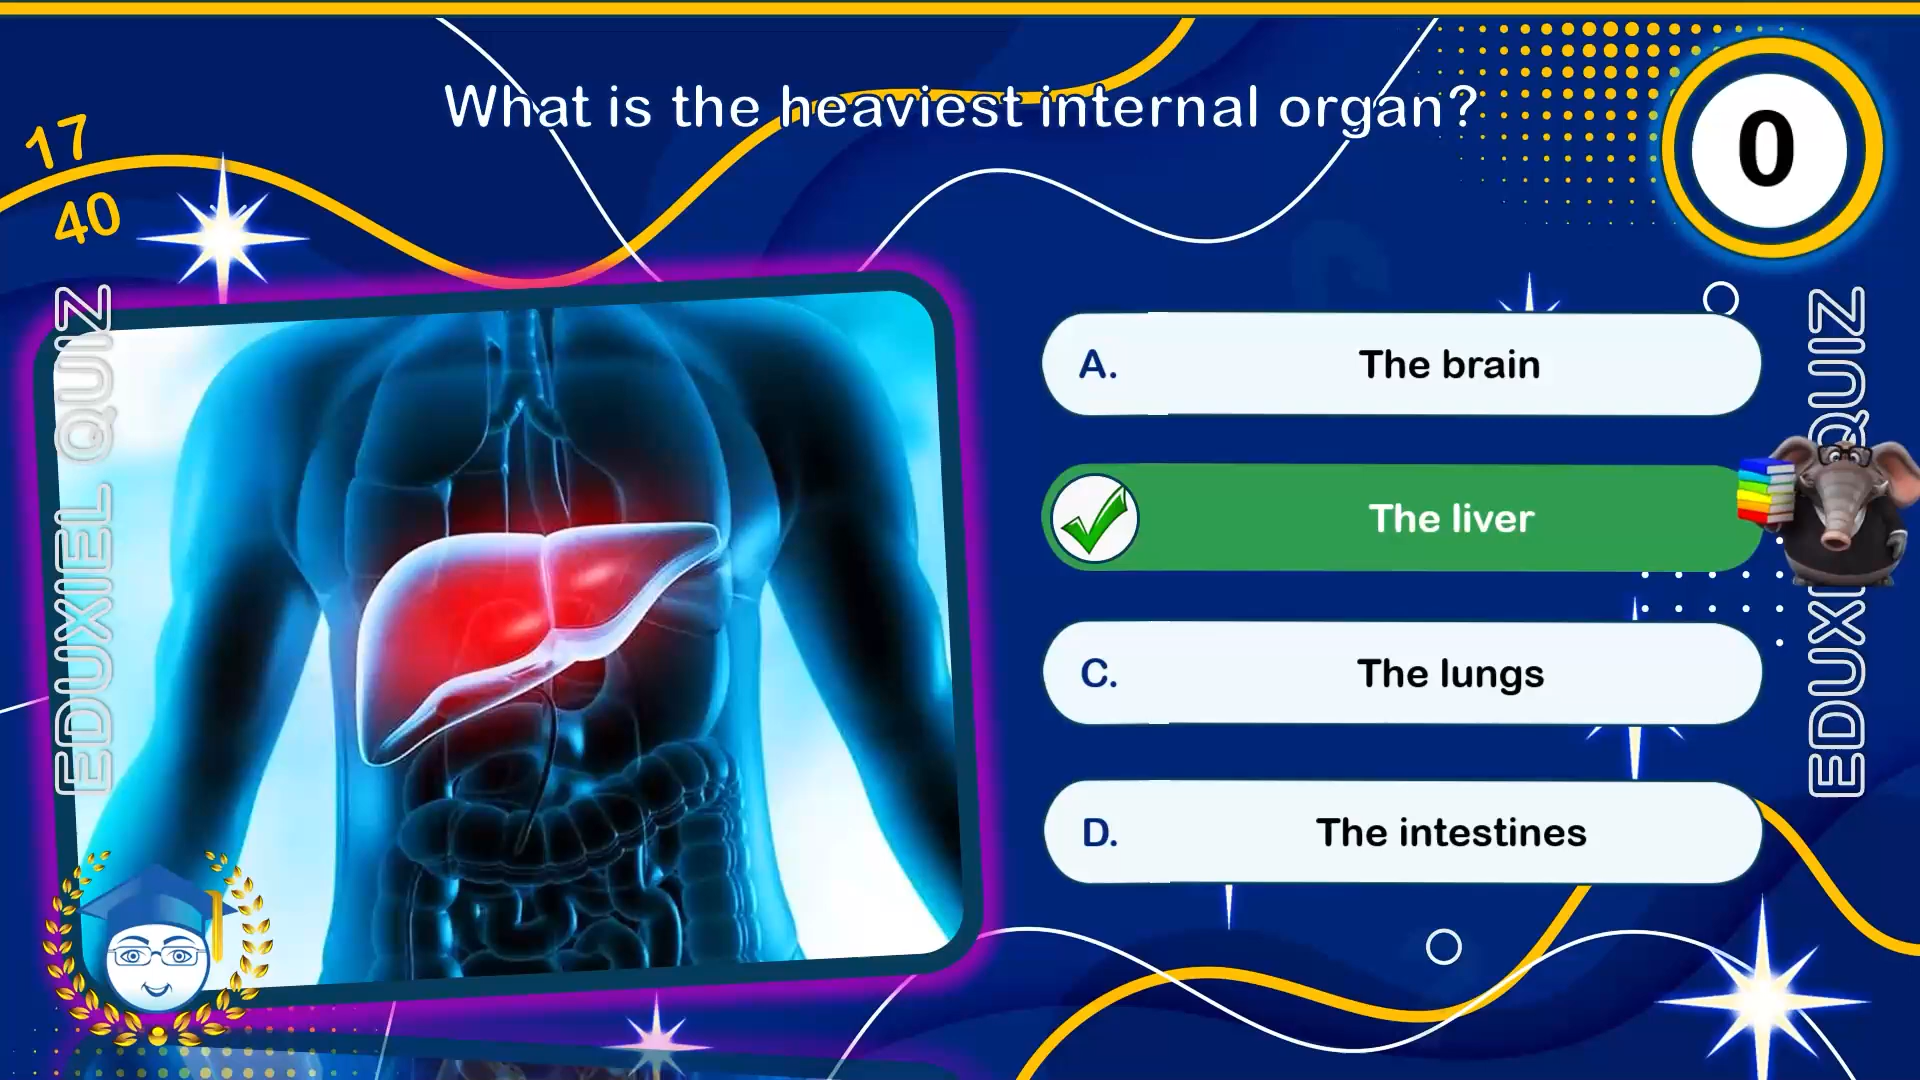 What is the heaviest internal organ?
17
40
0
EDUXIEL QUIZ
A. The brain
The liver
C. The lungs
D. The intestines
EDUXI QUIZ